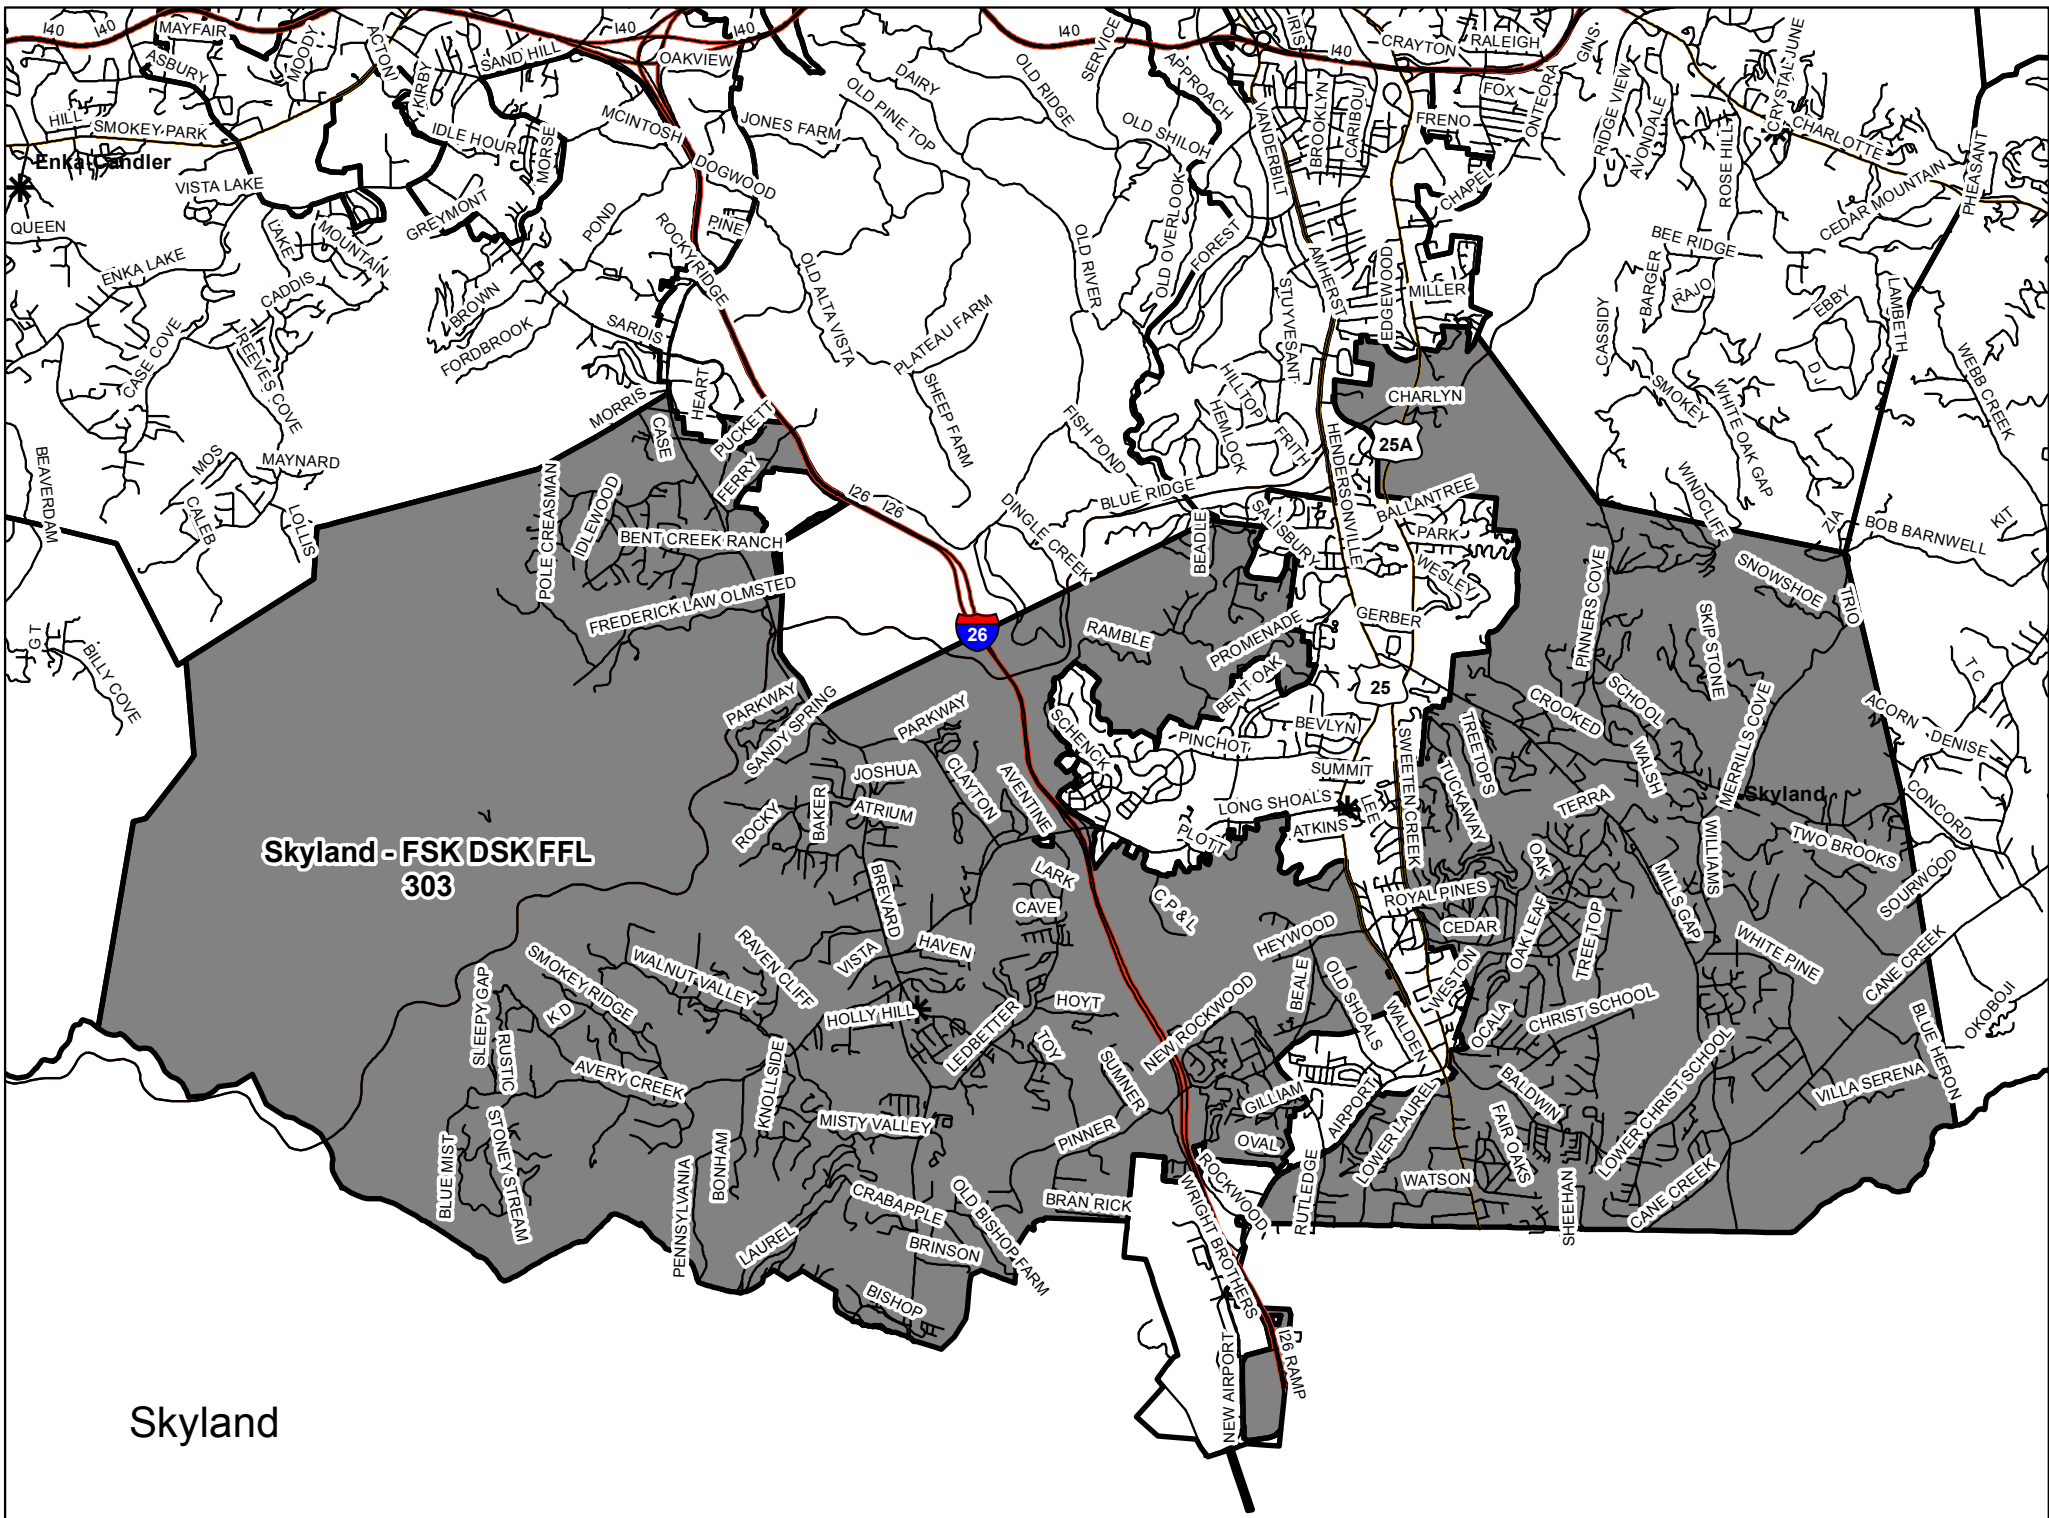 I40
I40
MAYFAIR
ASBURY
MOODY
ACTON
KIRBY
SAND HILL
I40
I40
OAKVIEW
I40
SERVICE
APPROACH
IRIS
I40
CRAYTON
RALEIGH
GINS
RIDGE VIEW
AVONDALE
CRYSTAL
JUNE
CHARLOTTE
PHEASANT
HILL
SMOKEY PARK
Enka-Candler
IDLE HOUR
MORSE
MCINTOSH
JONES FARM
DOGWOOD
DAIRY
OLD PINE TOP
OLD RIDGE
OLD SHILOH
VANDERBILT
BROOKLYN
CARIBOU
FOX
FRENO
ONTEORA
ROSE HILL
CEDAR MOUNTAIN
VISTA LAKE
QUEEN
LAKE
MOUNTAIN
GREYMONT
POND
ROCKY RIDGE
PINE
OLD RIVER
OLD OVERLOOK
FOREST
CHAPEL
BEE RIDGE
ENKA LAKE
CADDIS
BROWN
FORDBROOK
SARDIS
OLD ALTA VISTA
PLATEAU FARM
STUYVESANT
AMHERST
EDGEWOOD
MILLER
CASSIDY
BARGER
RAJO
EBBY
LAMBETH
CASE COVE
REEVES COVE
MORRIS
HEART
SHEEP FARM
HILLTOP
HEMLOCK
FRITH
CHARLYN
SMOKEY
WHITE OAK GAP
D J
WEBB CREEK
CASE
PUCKETT
FERRY
FISH POND
HENDERSONVILLE
25A
BEAVERDAM
MOS
MAYNARD
CALEB
LOLLIS
POLE CREASMAN
IDLEWOOD
BENT CREEK RANCH
I26
I26
DINGLE CREEK
BLUE RIDGE
BEADLE
SALISBURY
BALLANTREE
PARK
WESLEY
WINDCLIFF
ZIA
BOB BARNWELL
KIT
FREDERICK LAW OLMSTED
26
RAMBLE
PROMENADE
GERBER
PINNERS COVE
SNOWSHOE
SKIP STONE
TRIO
G T
BILLY COVE
PARKWAY
SANDY SPRING
PARKWAY
SCHENCK
BENT OAK
25
BEVLYN
PINCHOT
SWEETEN CREEK
TREETOPS
CROOKED
SCHOOL
WALSH
MERRILLS COVE
T C
ACORN
DENISE
JOSHUA
CLAYTON
AVENTINE
SUMMIT
LONG SHOALS
LEE
TUCKAWAY
TERRA
Skyland
CONCORD
ROCKY
BAKER
ATRIUM
PLOTT
ATKINS
WILLIAMS
TWO BROOKS
Skyland - FSK DSK FFL
303
BREVARD
LARK
CAVE
C P & L
ROYAL PINES
OAK
MILLS GAP
SOURWOOD
SMOKEY RIDGE
WALNUT VALLEY
RAVEN CLIFF
VISTA
HAVEN
HEYWOOD
CEDAR
OAK LEAF
TREE TOP
WHITE PINE
CANE CREEK
SLEEPY GAP
K D
HOLLY HILL
LEDBETTER
HOYT
NEW ROCKWOOD
BEALE
OLD SHOALS
WESTON
OCALA
CHRIST SCHOOL
BLUE HERON
OKOBOJI
RUSTIC
AVERY CREEK
KNOLLSIDE
TOY
SUMNER
WALDEN
BALDWIN
LOWER CHRIST SCHOOL
VILLA SERENA
BLUE MIST
STONEY STREAM
BONHAM
PENNSYLVANIA
MISTY VALLEY
PINNER
GILLIAM
OVAL
AIRPORT
LOWER LAUREL
FAIR OAKS
LAUREL
CRABAPPLE
OLD BISHOP FARM
BRAN RICK
ROCKWOOD
WRIGHT BROTHERS
RUTLEDGE
WATSON
SHEEHAN
CANE CREEK
BRINSON
BISHOP
NEW AIRPORT
I26 RAMP
Skyland